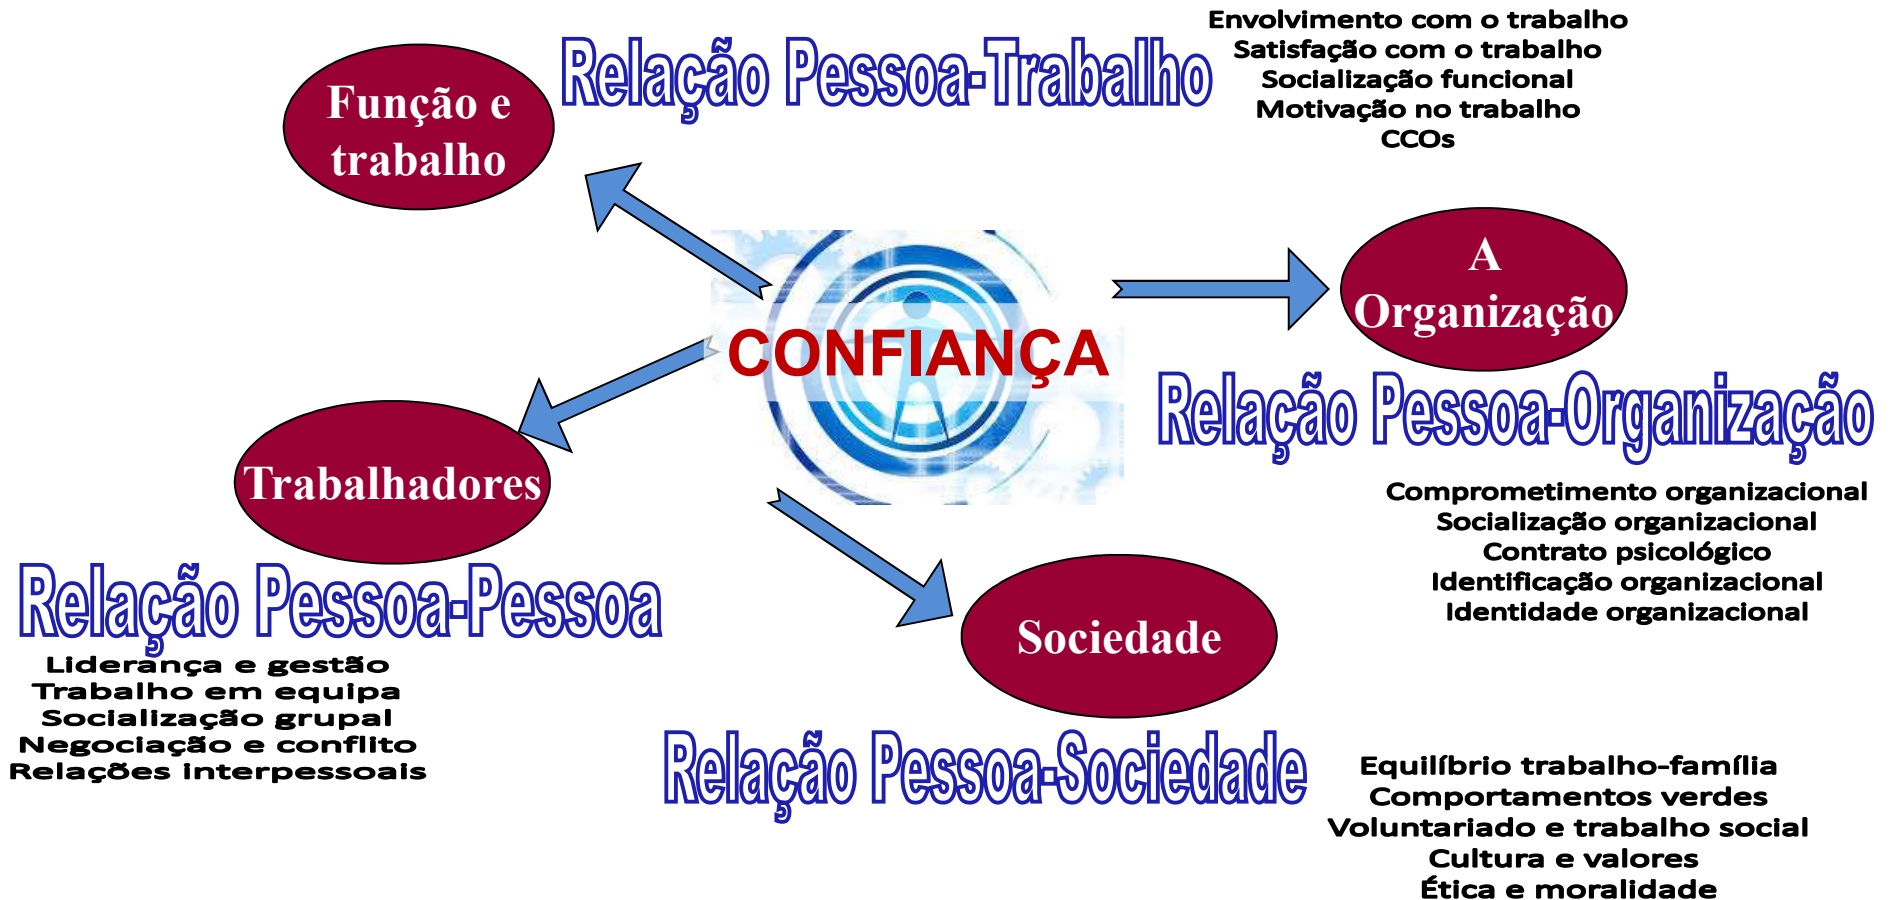 Função e
trabalho
Relação Pessoa-Trabalho
Envolvimento com o trabalho
Satisfação com o trabalho
Socialização funcional
Motivação no trabalho
CCOs
CONFIANÇA
A
Organização
Relação Pessoa-Organização
Comprometimento organizacional
Socialização organizacional
Contrato psicológico
Identificação organizacional
Identidade organizacional
Trabalhadores
Relação Pessoa-Pessoa
Liderança e gestão
Trabalho em equipa
Socialização grupal
Negociação e conflito
Relações interpessoais
Sociedade
Relação Pessoa-Sociedade
Equilíbrio trabalho-família
Comportamentos verdes
Voluntariado e trabalho social
Cultura e valores
Ética e moralidade